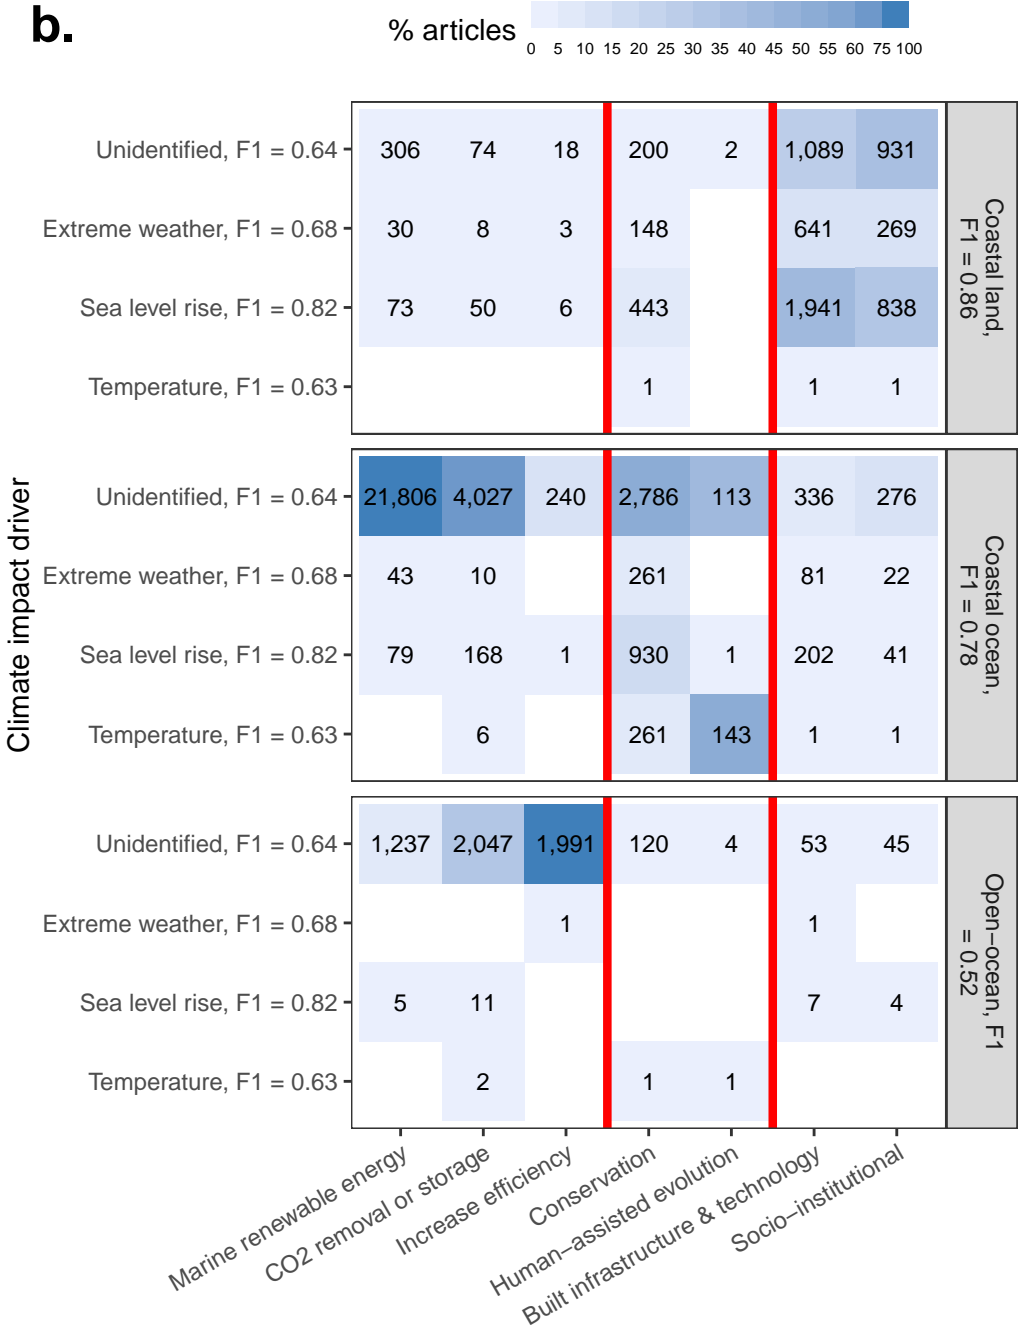 b.
% articles
0 5 10 15 20 25 30 35 40 45 50 55 60 75 100
Climate impact driver
Unidentified, F1 = 0.64 306 74 18 200 2 1,089 931
Extreme weather, F1 = 0.68 30 8 3 148 641 269
Sea level rise, F1 = 0.82 73 50 6 443 1,941 838
Temperature, F1 = 0.63 1 1 1
Coastal land,
F1 = 0.86
Unidentified, F1 = 0.64 21,806 4,027 240 2,786 113 336 276
Extreme weather, F1 = 0.68 43 10 261 81 22
Sea level rise, F1 = 0.82 79 168 1 930 1 202 41
Temperature, F1 = 0.63 6 261 143 1 1
Coastal ocean,
F1 = 0.78
Unidentified, F1 = 0.64 1,237 2,047 1,991 120 4 53 45
Extreme weather, F1 = 0.68 1 1
Sea level rise, F1 = 0.82 5 11 7 4
Temperature, F1 = 0.63 2 1 1
Open−ocean, F1
= 0.52
Marine renewable energy
CO2 removal or storage
Increase efficiency
Conservation
Human−assisted evolution
Built infrastructure & technology
Socio−institutional